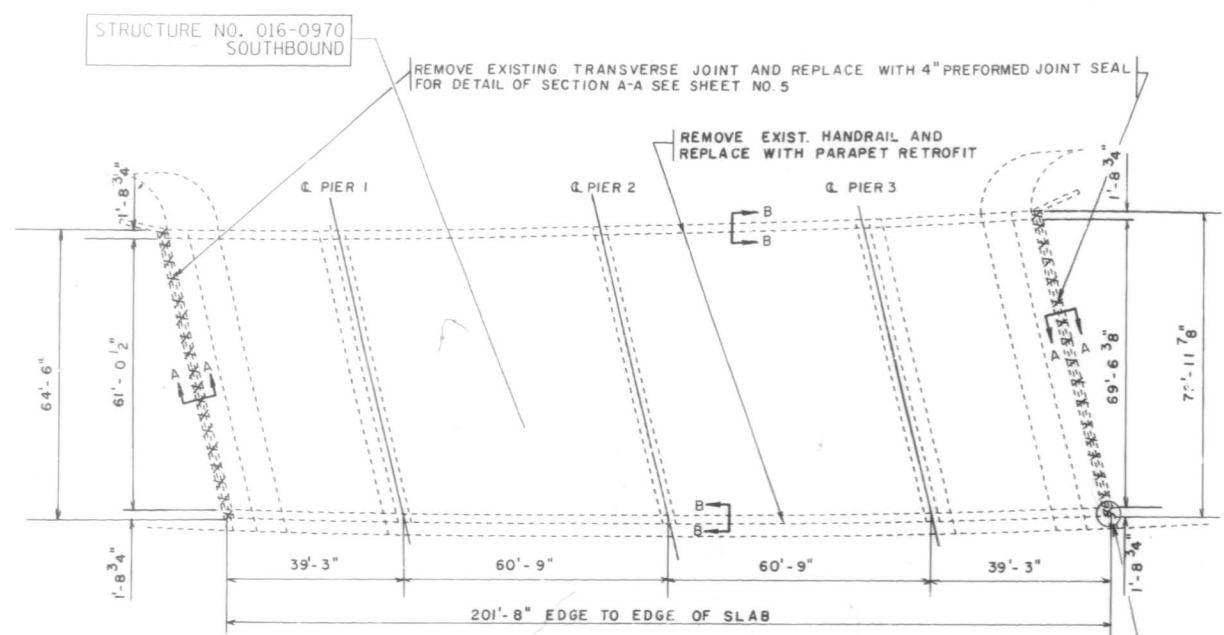 STRUCTURE NO. 016-0970
SOUTHBOUND
REMOVE EXISTING TRANSVERSE JOINT AND REPLACE WITH 4" PREFORMED JOINT SEAL
FOR DETAIL OF SECTION A-A SEE SHEET NO. 5
REMOVE EXIST. HANDRAIL AND
REPLACE WITH PARAPET RETROFIT
℄ PIER 1
℄ PIER 2
℄ PIER 3
1'-8 3/4"
1'-8 3/4"
B
B
64'-6"
61'-0 1/2"
A
A
A
A
69'-6 3/8"
B
B
1'-8 3/4"
1'-8 3/4"
39'-3"
60'-9"
60'-9"
39'-3"
201'-8" EDGE TO EDGE OF SLAB